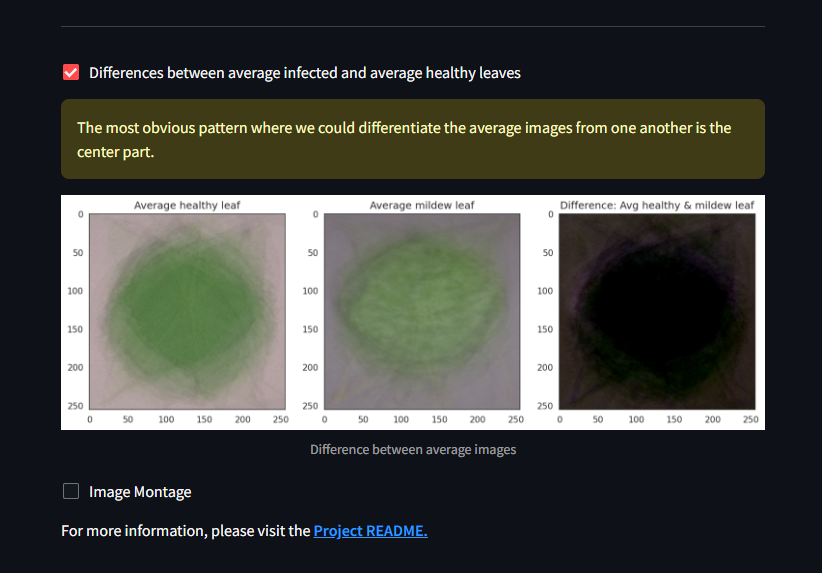 Differences between average infected and average healthy leaves
The most obvious pattern where we could differentiate the average images from one another is the
center part.
Average healthy leaf
0
50
100
150
200
250
0 50 100 150 200 250
Average mildew leaf
0
50
100
150
200
250
0 50 100 150 200 250
Difference: Avg healthy & mildew leaf
0
50
100
150
200
250
0 50 100 150 200 250
Difference between average images
Image Montage
For more information, please visit the Project README.